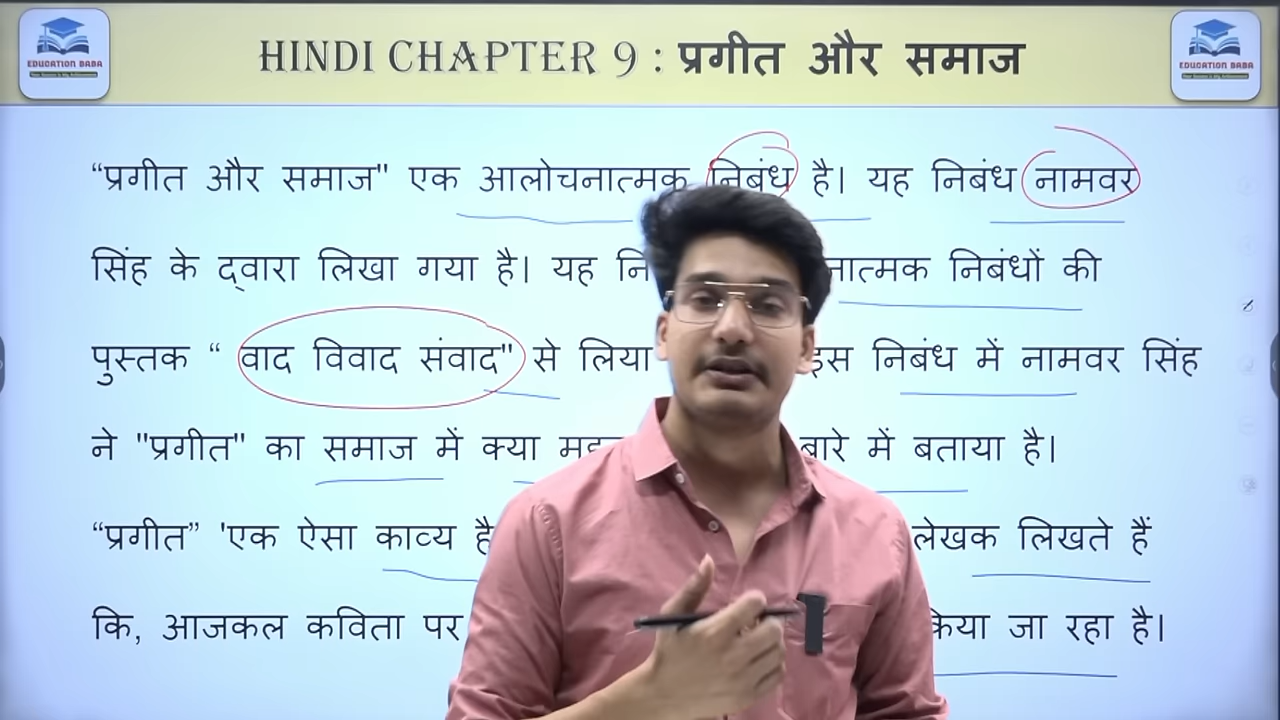 EDUCATION BABA
HINDI CHAPTER 9 : प्रगीत और समाज
EDUCATION BABA
“प्रगीत और समाज" एक आलोचनात्मक निबंध है। यह निबंध नामवर
सिंह के द्वारा लिखा गया है। यह नि नात्मक निबंधों की
पुस्तक “ वाद विवाद संवाद" से लिया इस निबंध में नामवर सिंह
ने "प्रगीत" का समाज में क्या बारे में बताया है।
“प्रगीत” 'एक ऐसा काव्य है लेखक लिखते हैं
कि, आजकल कविता पर किया जा रहा है।